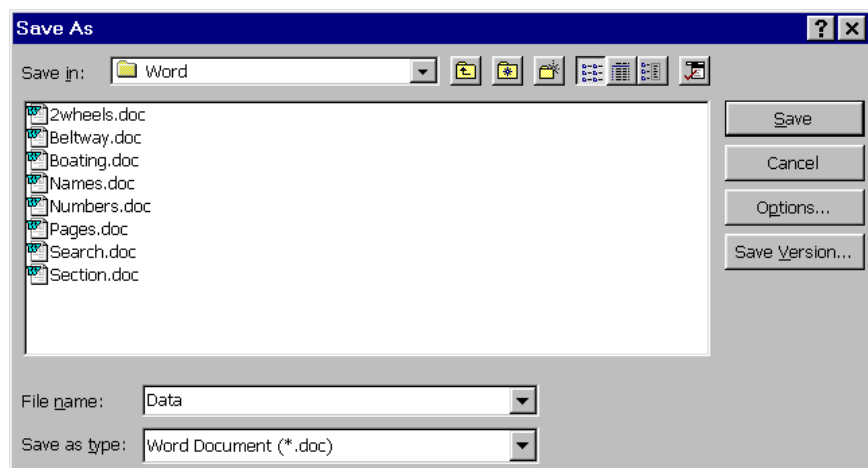 Save As
Save in: Word
2wheels.doc
Beltway.doc
Boating.doc
Names.doc
Numbers.doc
Pages.doc
Search.doc
Section.doc
Save
Cancel
Options...
Save Version...
File name: Data
Save as type: Word Document (*.doc)